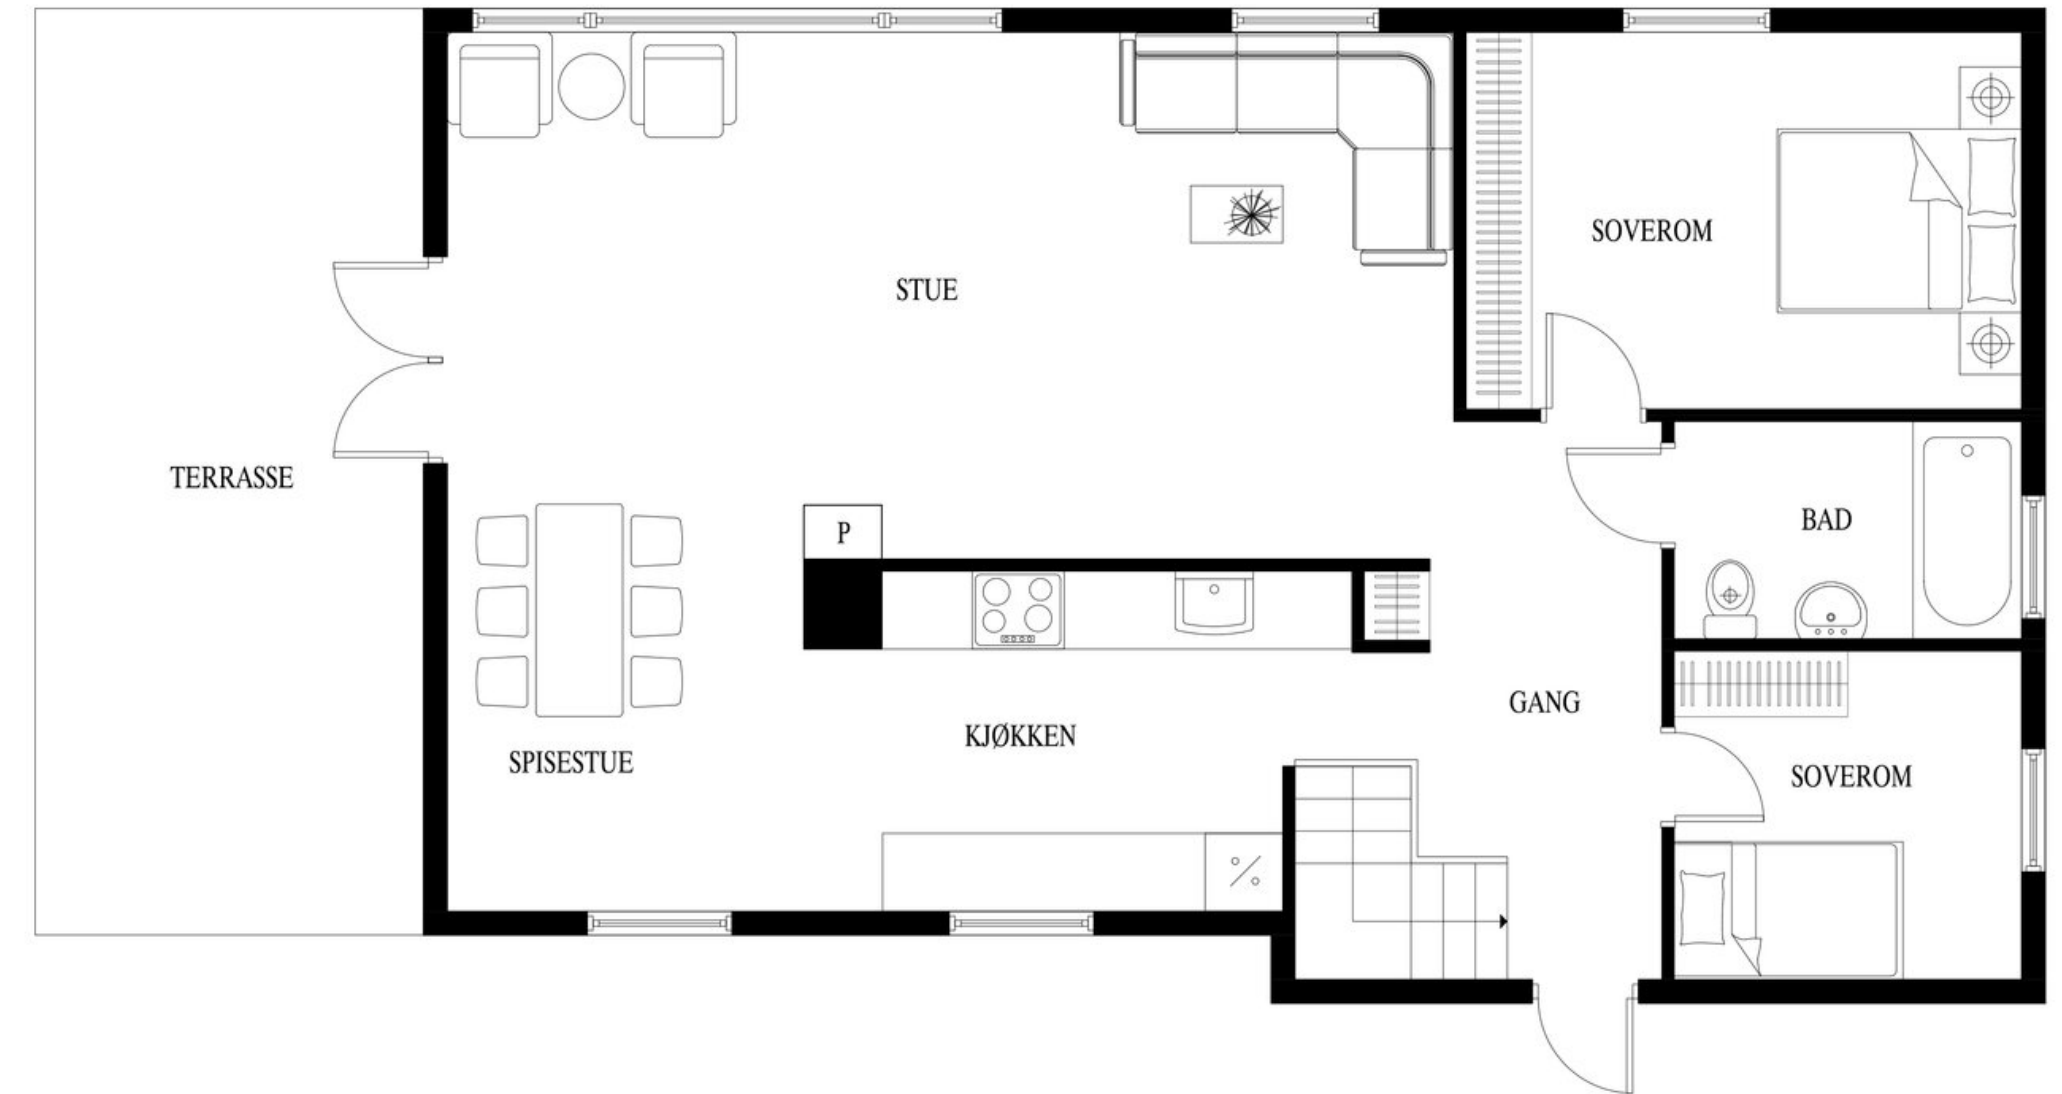 SOVEROM
STUE
TERRASSE
P
BAD
GANG
KJØKKEN
SPISESTUE
SOVEROM